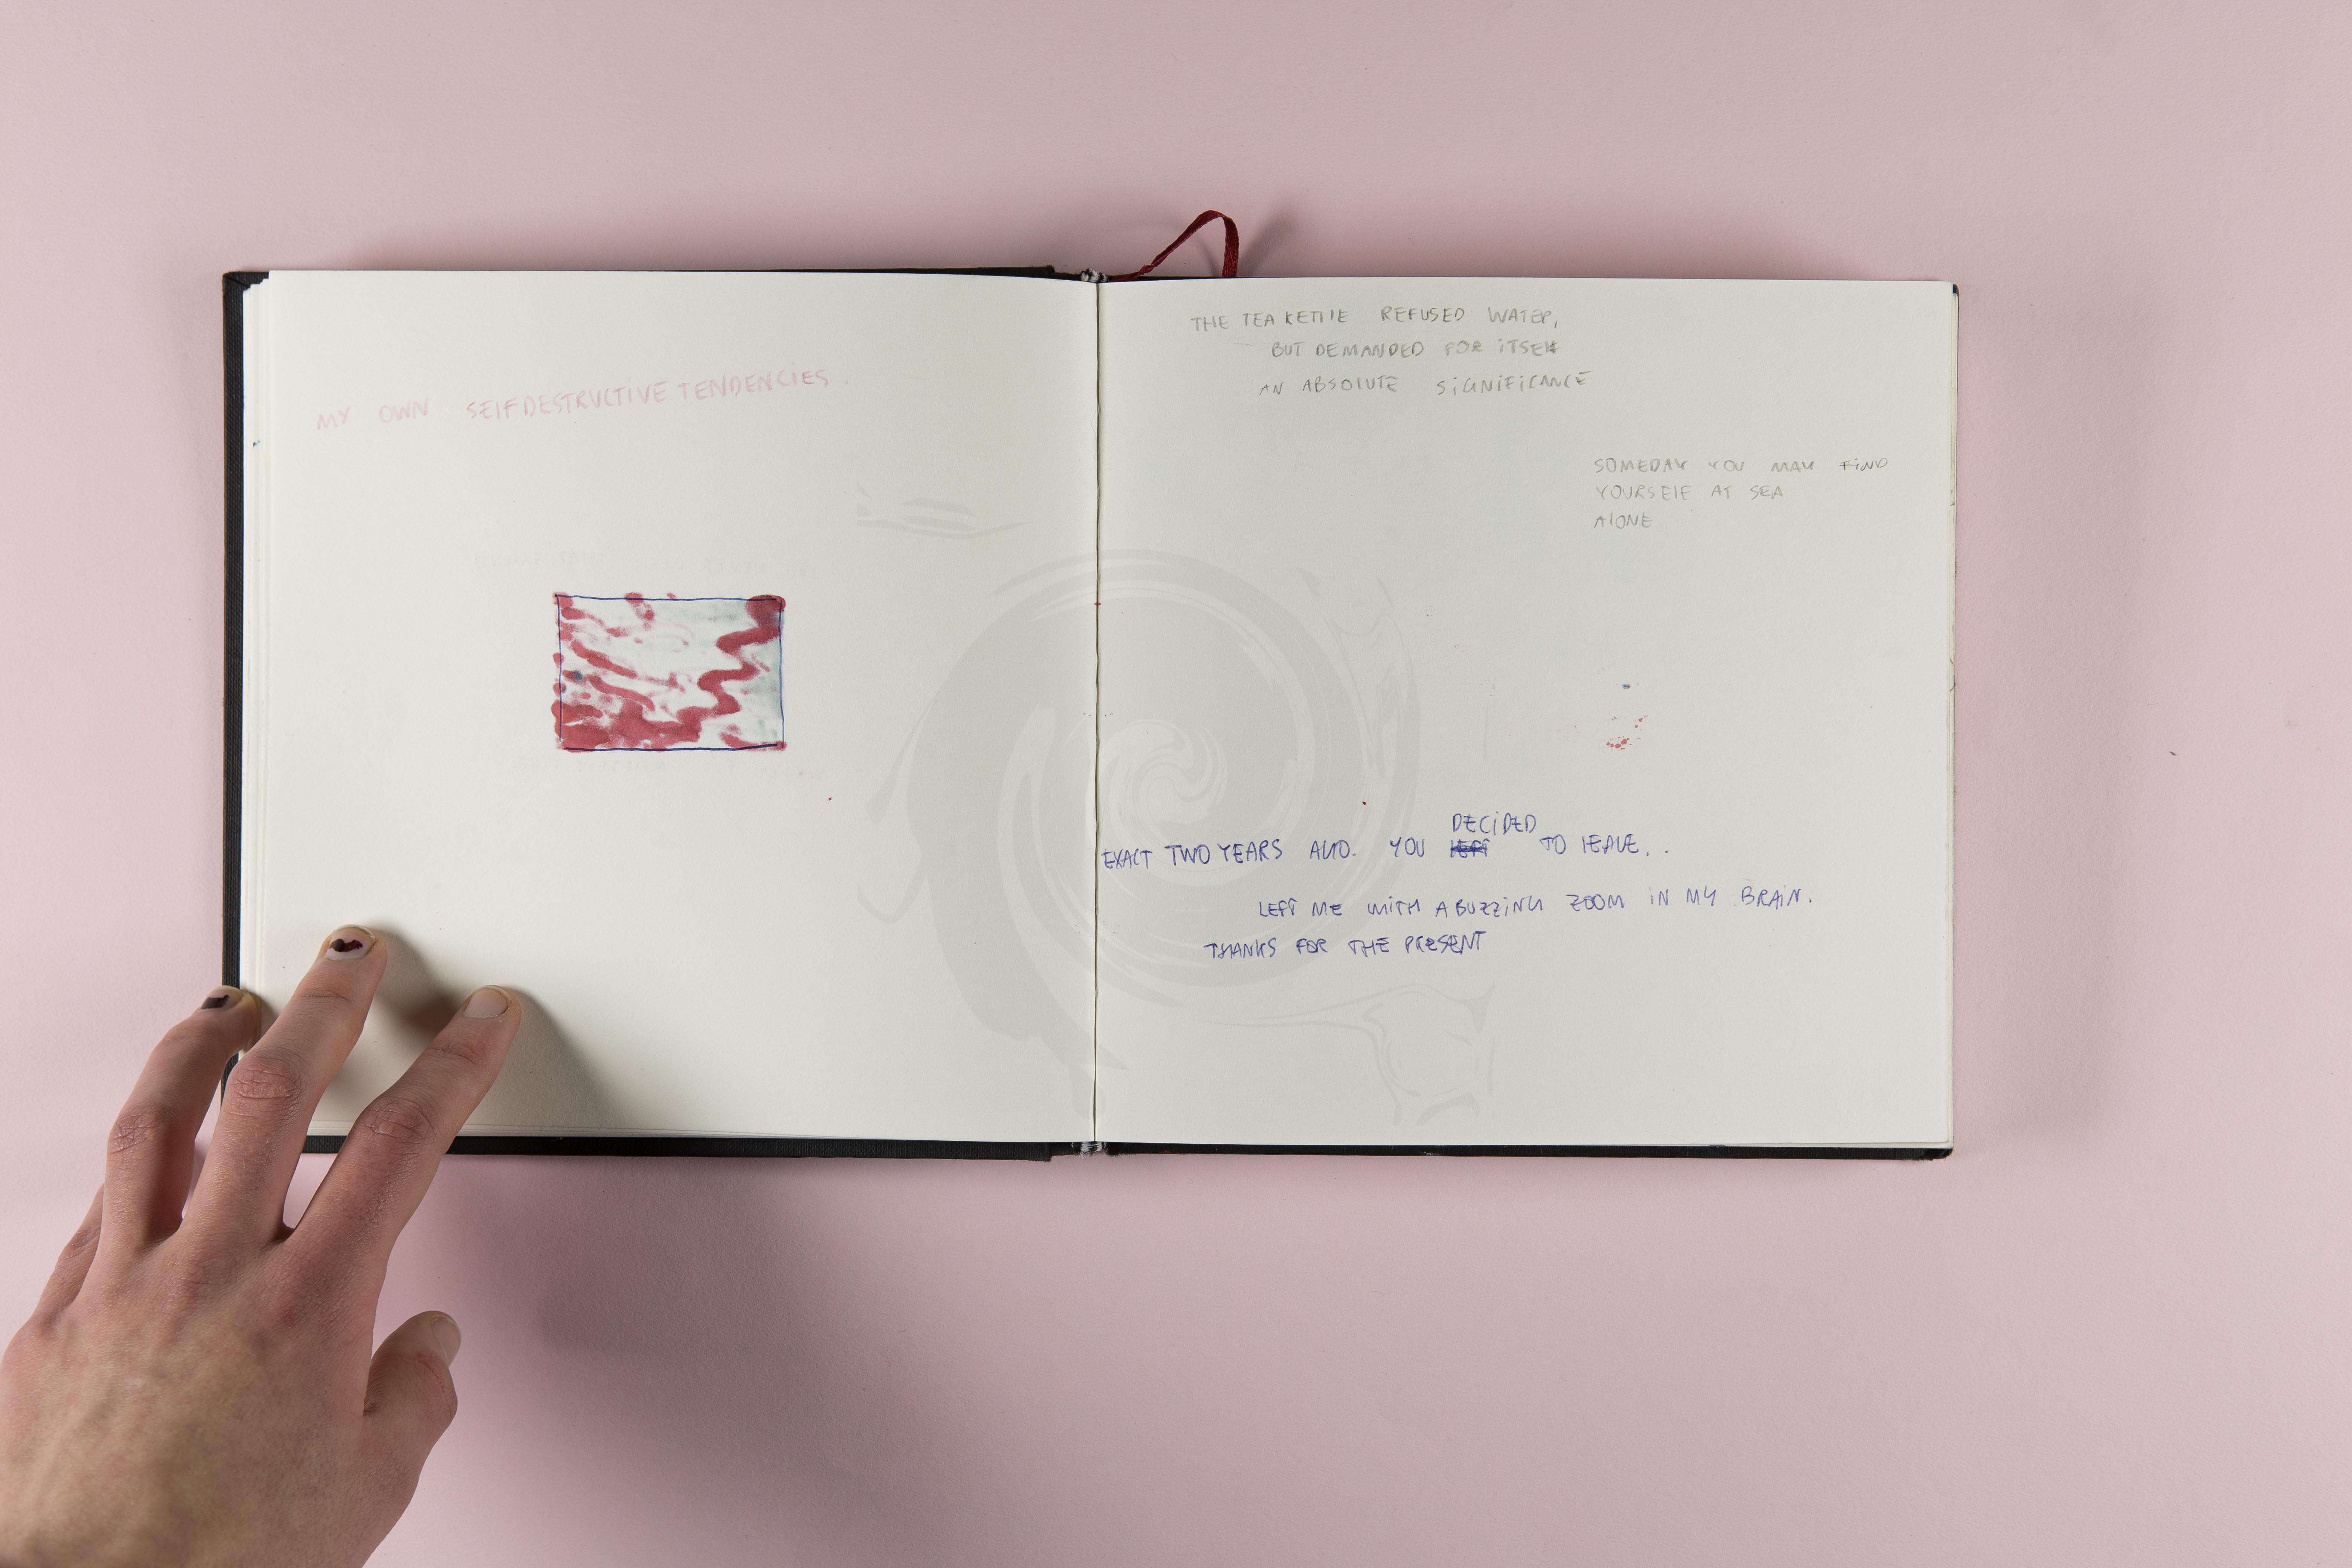 MY OWN SELFDESTRUCTIVE TENDENCIES.
THE TEA KETTLE REFUSED WATER,
BUT DEMANDED FOR ITSELF
AN ABSOLUTE SIGNIFICANCE
SOMEDAY YOU MAY FIND
YOURSELF AT SEA
ALONE
DECIDED
EXACT TWO YEARS AGO. YOU LEFT TO LEAVE..
LEFT ME WITH A BUZZING ZOOM IN MY BRAIN.
THANKS FOR THE PRESENT